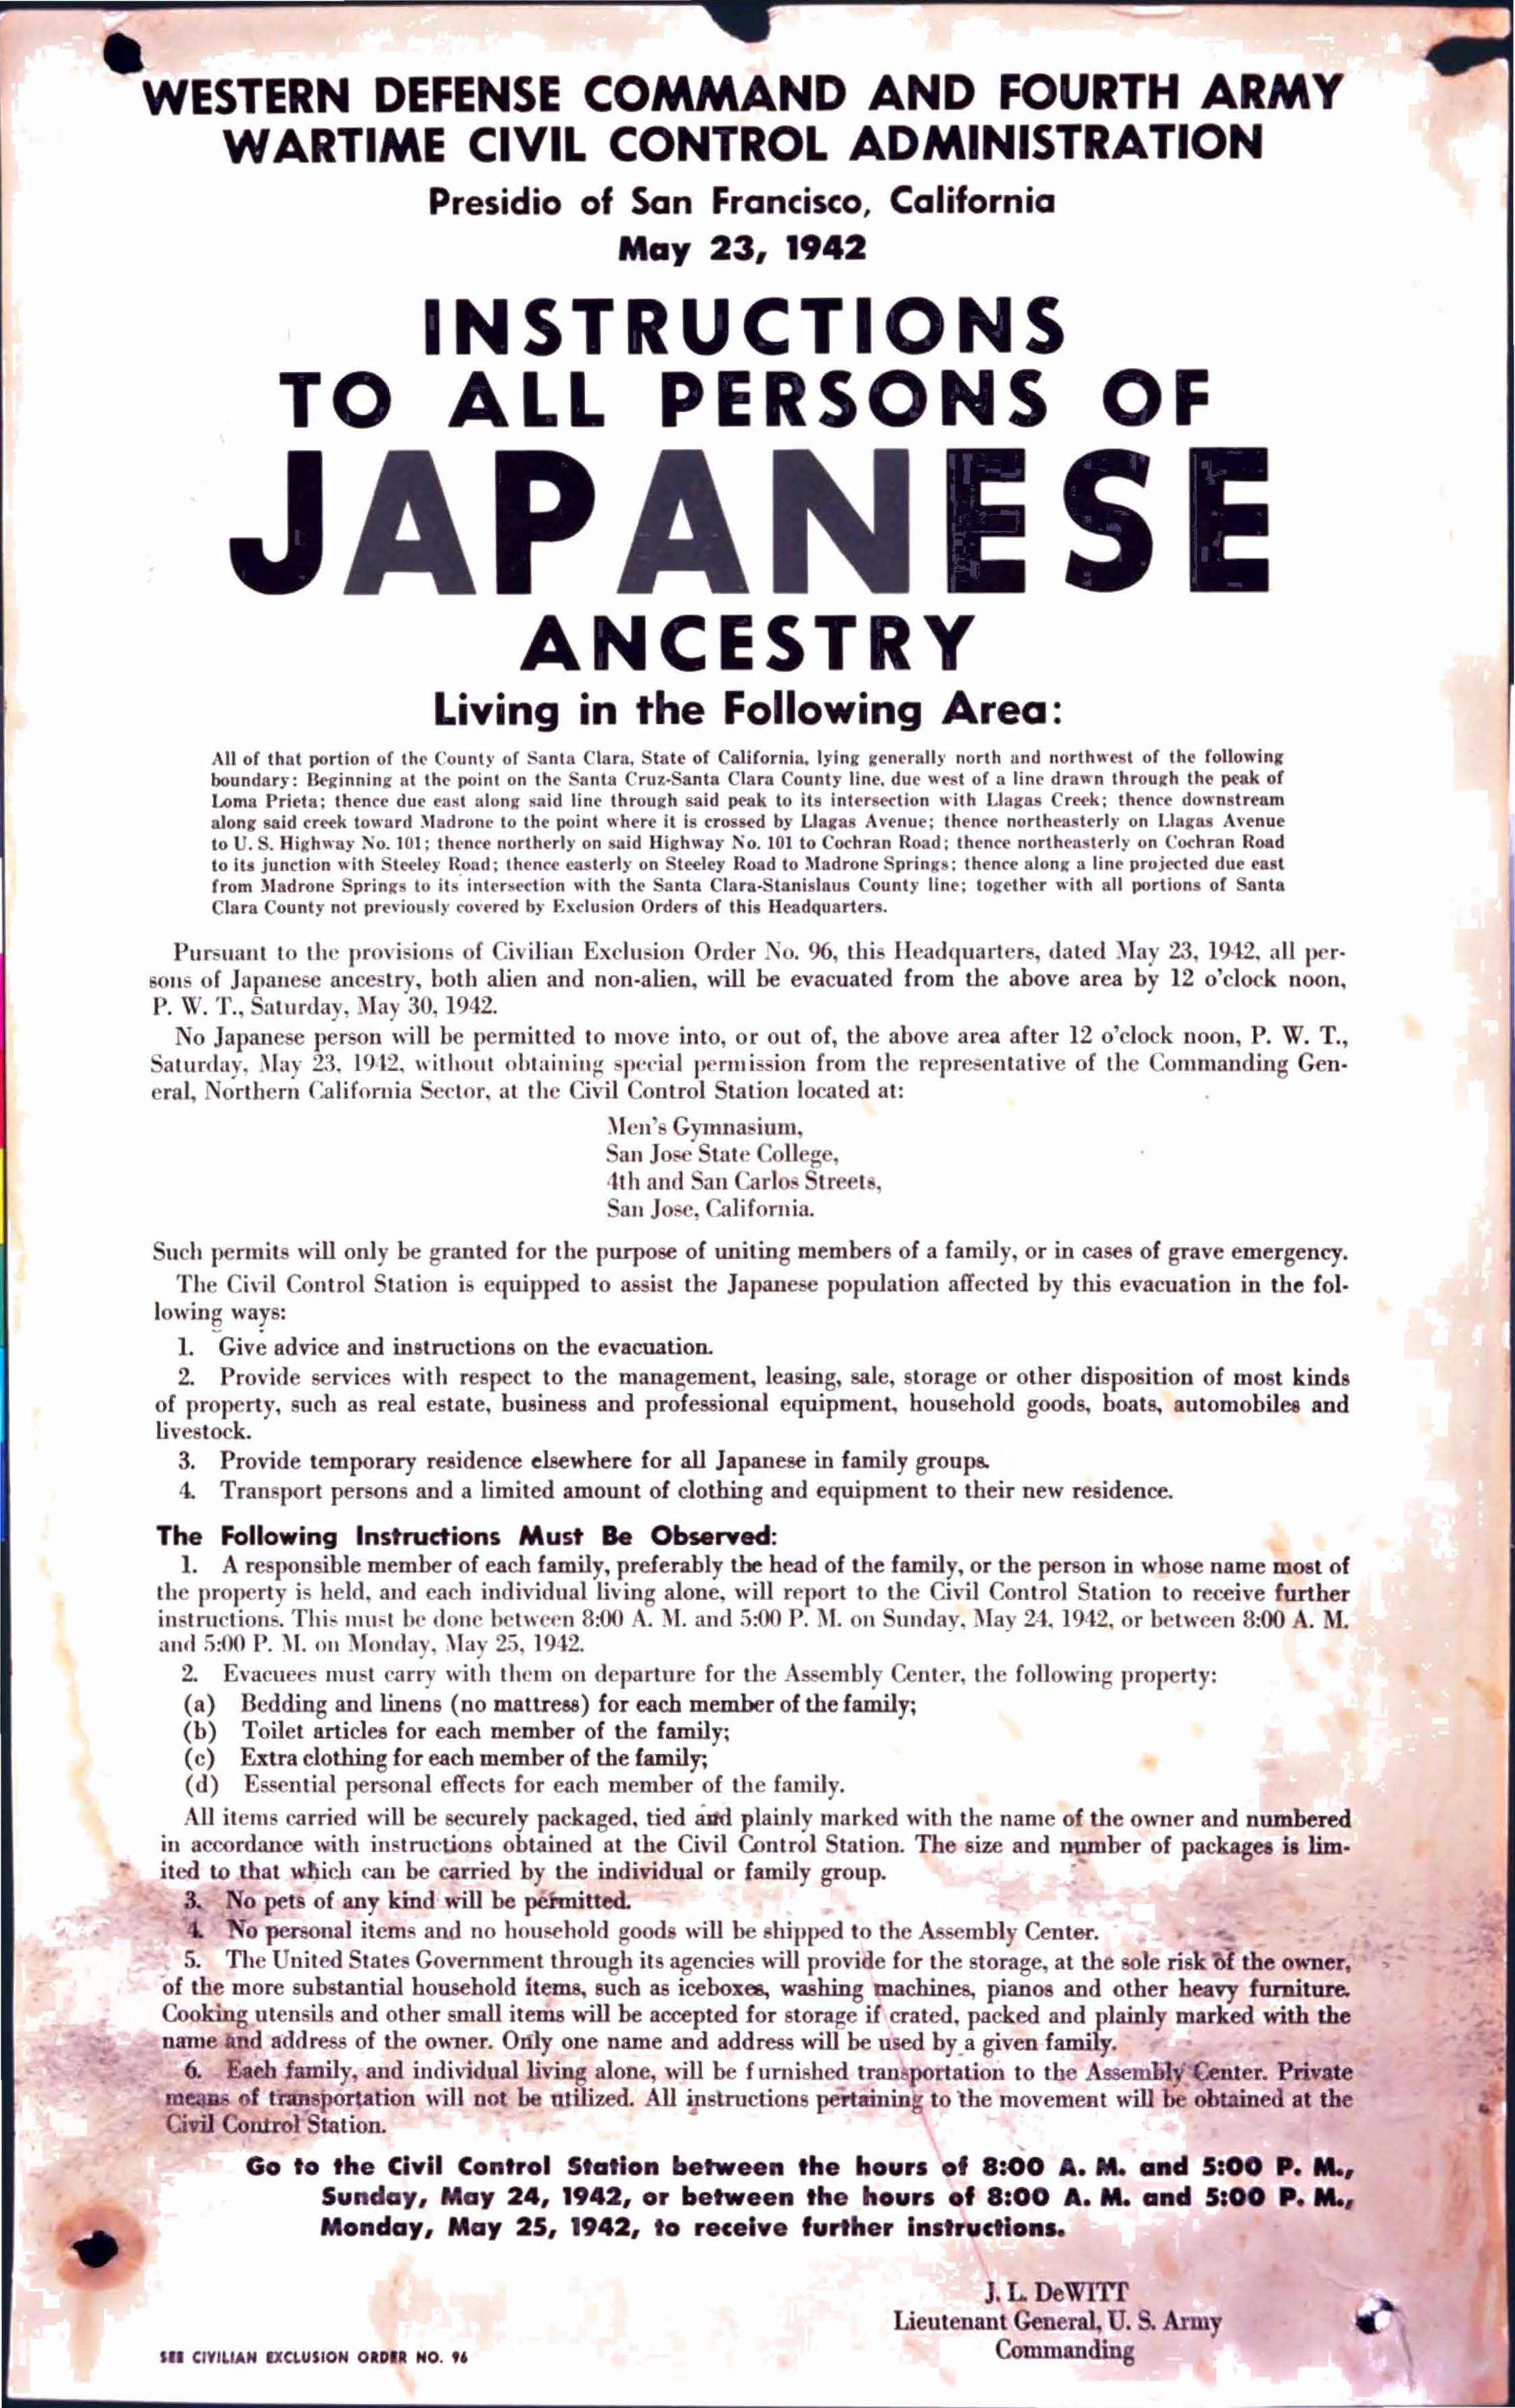 WESTERN DEFENSE COMMAND AND FOURTH ARMY
WARTIME CIVIL CONTROL ADMINISTRATION
Presidio of San Francisco, California
May 23, 1942
INSTRUCTIONS
TO ALL PERSONS OF
JAPANESE
ANCESTRY
Living in the Following Area:
All of that portion of the County of Santa Clara, State of California, lying generally north and northwest of the following
boundary: Beginning at the point on the Santa Cruz-Santa Clara County line, due west of a line drawn through the peak of
Loma Prieta; thence due east along said line through said peak to its intersection with Llagas Creek; thence downstream
along said creek toward Madrone to the point where it is crossed by Llagas Avenue; thence northeasterly on Llagas Avenue
to U. S. Highway No. 101; thence northerly on said Highway No. 101 to Cochran Road; thence northeasterly on Cochran Road
to its junction with Steeley Road; thence easterly on Steeley Road to Madrone Springs; thence along a line projected due east
from Madrone Springs to its intersection with the Santa Clara-Stanislaus County line; together with all portions of Santa
Clara County not previously covered by Exclusion Orders of this Headquarters.
Pursuant to the provisions of Civilian Exclusion Order No. 96, this Headquarters, dated May 23, 1942, all per-
sons of Japanese ancestry, both alien and non-alien, will be evacuated from the above area by 12 o'clock noon,
P. W. T., Saturday, May 30, 1942.
No Japanese person will be permitted to move into, or out of, the above area after 12 o'clock noon, P. W. T.,
Saturday, May 23, 1942, without obtaining special permission from the representative of the Commanding Gen-
eral, Northern California Sector, at the Civil Control Station located at:
Men's Gymnasium,
San Jose State College,
4th and San Carlos Streets,
San Jose, California.
Such permits will only be granted for the purpose of uniting members of a family, or in cases of grave emergency.
The Civil Control Station is equipped to assist the Japanese population affected by this evacuation in the fol-
lowing ways:
1. Give advice and instructions on the evacuation.
2. Provide services with respect to the management, leasing, sale, storage or other disposition of most kinds
of property, such as real estate, business and professional equipment, household goods, boats, automobiles and
livestock.
3. Provide temporary residence elsewhere for all Japanese in family groups.
4. Transport persons and a limited amount of clothing and equipment to their new residence.
The Following Instructions Must Be Observed:
1. A responsible member of each family, preferably the head of the family, or the person in whose name most of
the property is held, and each individual living alone, will report to the Civil Control Station to receive further
instructions. This must be done between 8:00 A. M. and 5:00 P. M. on Sunday, May 24, 1942, or between 8:00 A. M.
and 5:00 P. M. on Monday, May 25, 1942.
2. Evacuees must carry with them on departure for the Assembly Center, the following property:
(a) Bedding and linens (no mattress) for each member of the family;
(b) Toilet articles for each member of the family;
(c) Extra clothing for each member of the family;
(d) Essential personal effects for each member of the family.
All items carried will be securely packaged, tied and plainly marked with the name of the owner and numbered
in accordance with instructions obtained at the Civil Control Station. The size and number of packages is lim-
ited to that which can be carried by the individual or family group.
3. No pets of any kind will be permitted.
4. No personal items and no household goods will be shipped to the Assembly Center.
5. The United States Government through its agencies will provide for the storage, at the sole risk of the owner,
of the more substantial household items, such as iceboxes, washing machines, pianos and other heavy furniture.
Cooking utensils and other small items will be accepted for storage if crated, packed and plainly marked with the
name and address of the owner. Only one name and address will be used by a given family.
6. Each family, and individual living alone, will be furnished transportation to the Assembly Center. Private
means of transportation will not be utilized. All instructions pertaining to the movement will be obtained at the
Civil Control Station.
Go to the Civil Control Station between the hours of 8:00 A. M. and 5:00 P. M.,
Sunday, May 24, 1942, or between the hours of 8:00 A. M. and 5:00 P. M.,
Monday, May 25, 1942, to receive further instructions.
J. L. DeWITT
Lieutenant General, U. S. Army
Commanding
SEE CIVILIAN EXCLUSION ORDER NO. 96